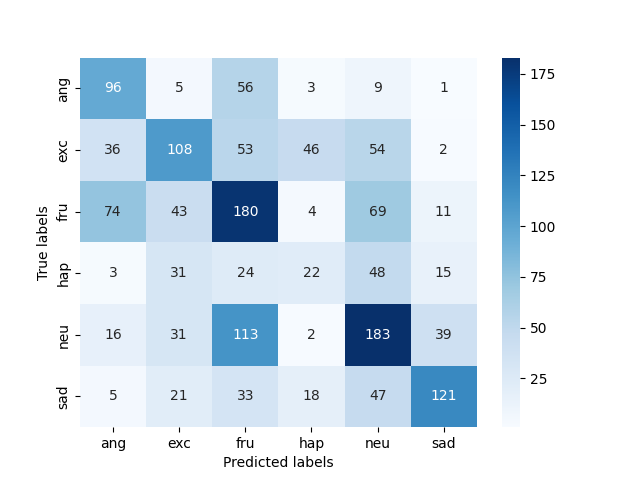 ang 96 5 56 3 9 1
exc 36 108 53 46 54 2
fru 74 43 180 4 69 11
hap 3 31 24 22 48 15
neu 16 31 113 2 183 39
sad 5 21 33 18 47 121
ang exc fru hap neu sad
Predicted labels
True labels
175
150
125
100
75
50
25